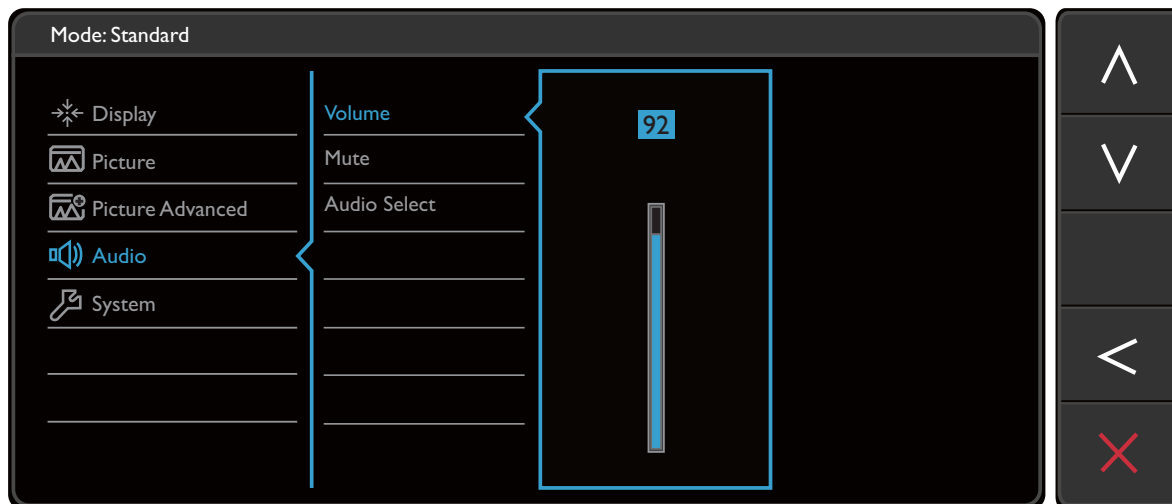 Mode: Standard
Display
Picture
Picture Advanced
Audio
System
Volume
Mute
Audio Select
92